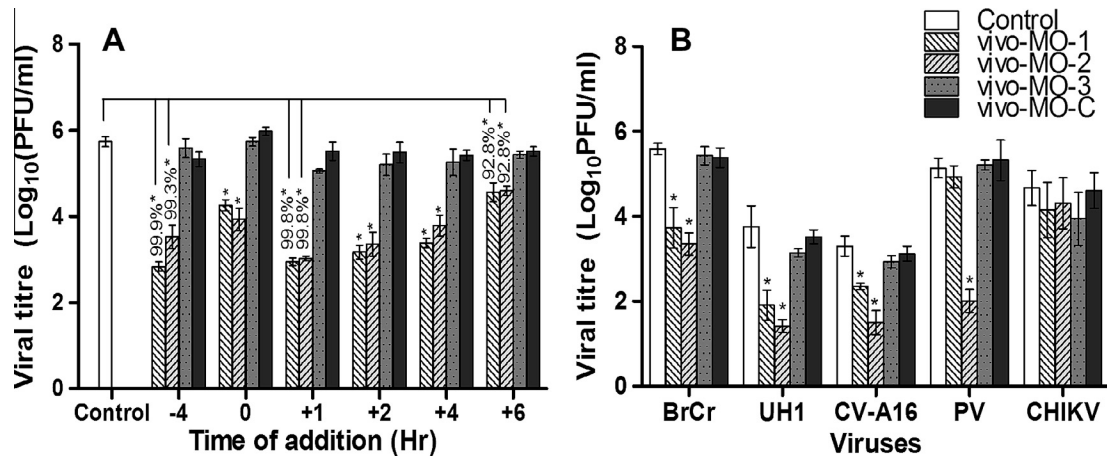 A
Viral titre (Log10(PFU/ml)
8
6
4
2
0
99.9%*
99.3%*
*
*
99.8%*
99.8%*
*
*
*
*
92.8%*
92.8%*
Control
-4
0
+1
+2
+4
+6
Time of addition (Hr)
B
Control
vivo-MO-1
vivo-MO-2
vivo-MO-3
vivo-MO-C
Viral titre (Log10(PFU/ml)
8
6
4
2
0
*
*
*
*
*
*
*
BrCr
UH1
CV-A16
PV
CHIKV
Viruses